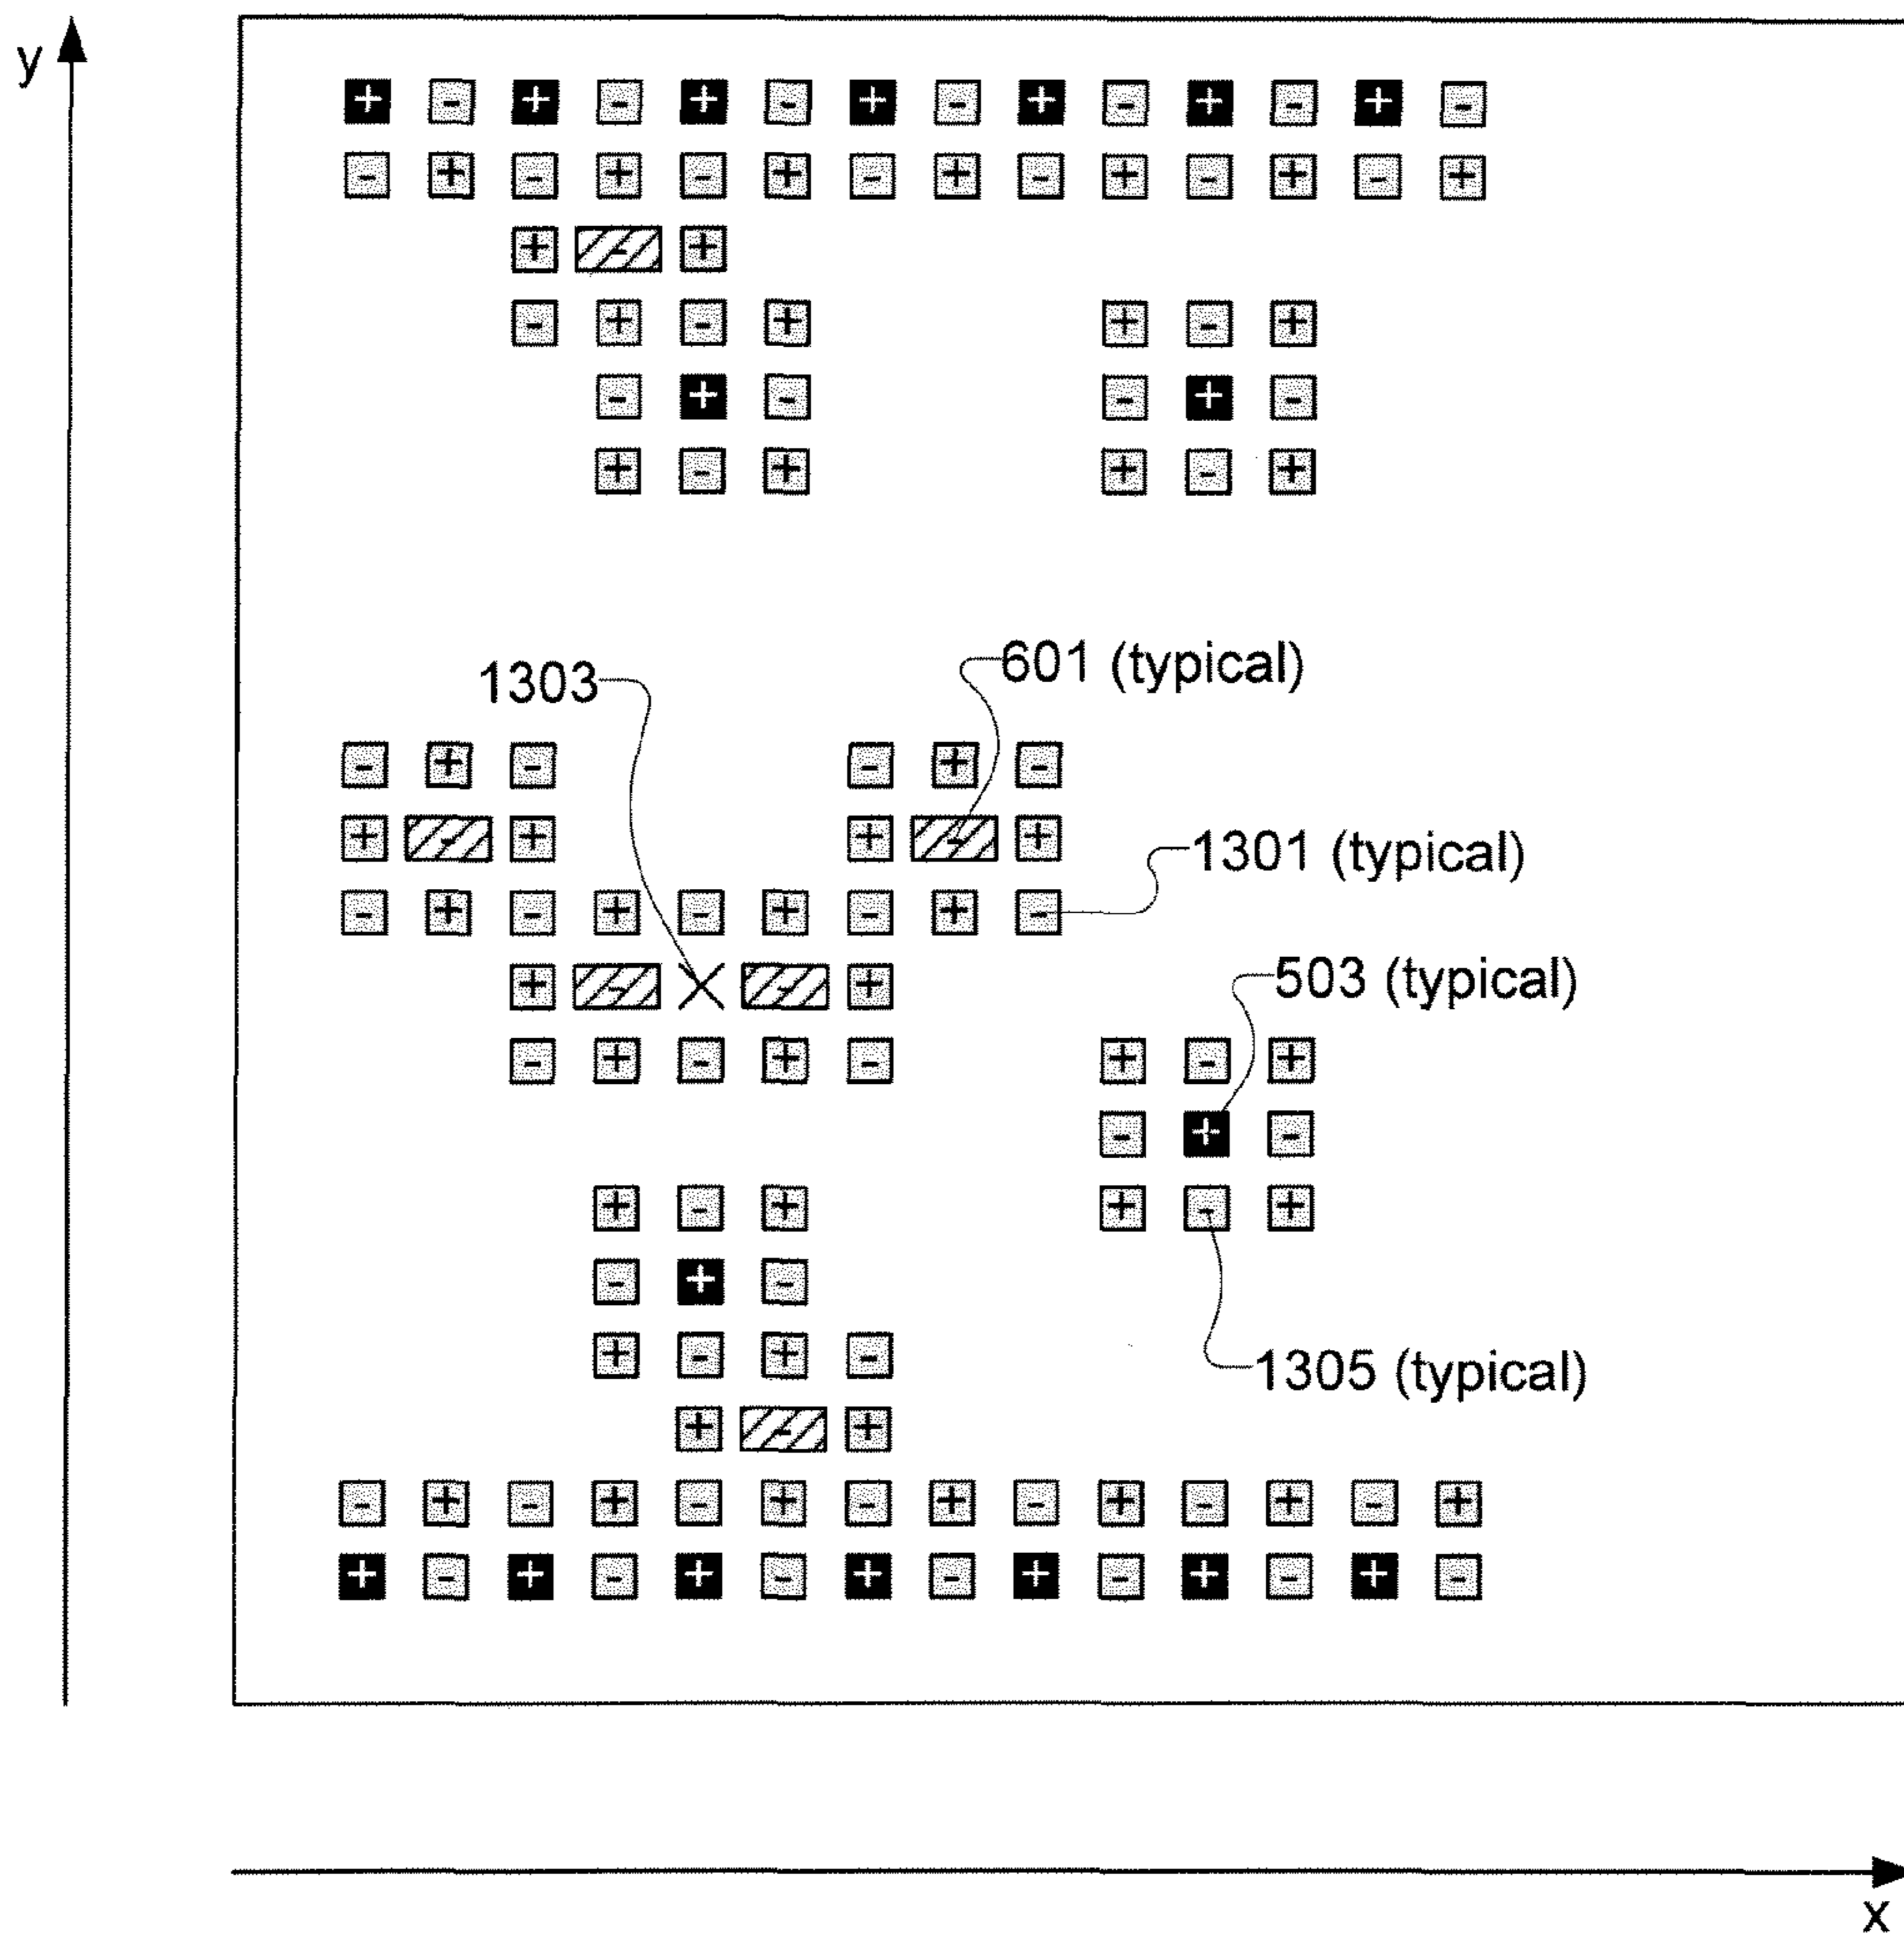 y
+ - + - + - + - + - + - + -
- + - + - + - + - + - + - +
+ - +
- + - + + - +
- + - - + -
+ - + + - +
601 (typical)
1303
- + - - + -
+ - + + - +
1301 (typical)
- + - + - + - + -
503 (typical)
+ - X - +
- + - + - + - +
- + -
+ - + + - +
- + -
+ - + -
1305 (typical)
+ - +
- + - + - + - + - + - + - +
+ - + - + - + - + - + - + -
x